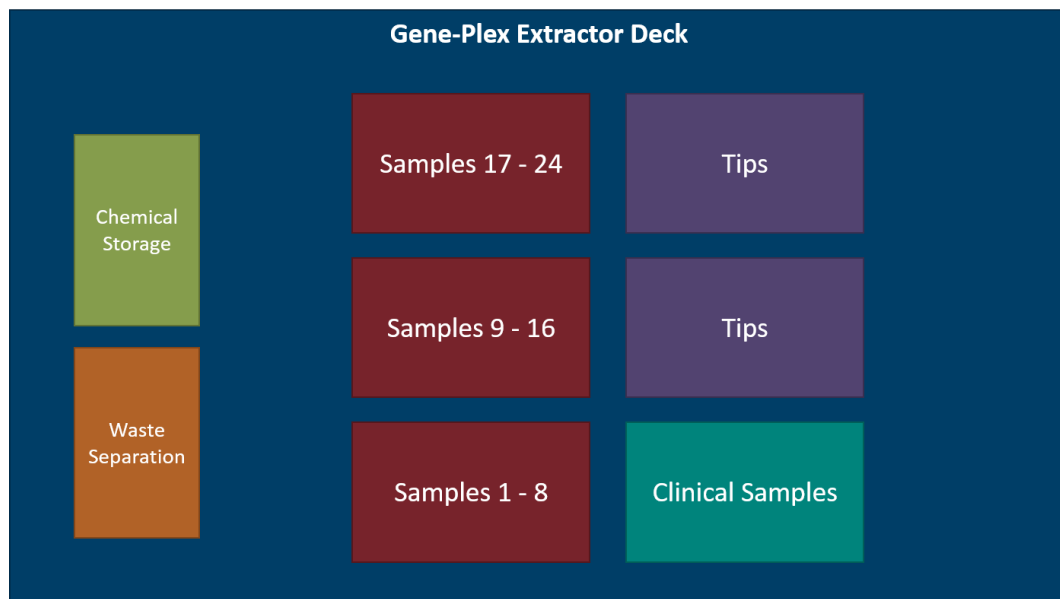 Gene-Plex Extractor Deck
Chemical
Storage
Waste
Separation
Samples 17 - 24
Tips
Samples 9 - 16
Tips
Samples 1 - 8
Clinical Samples